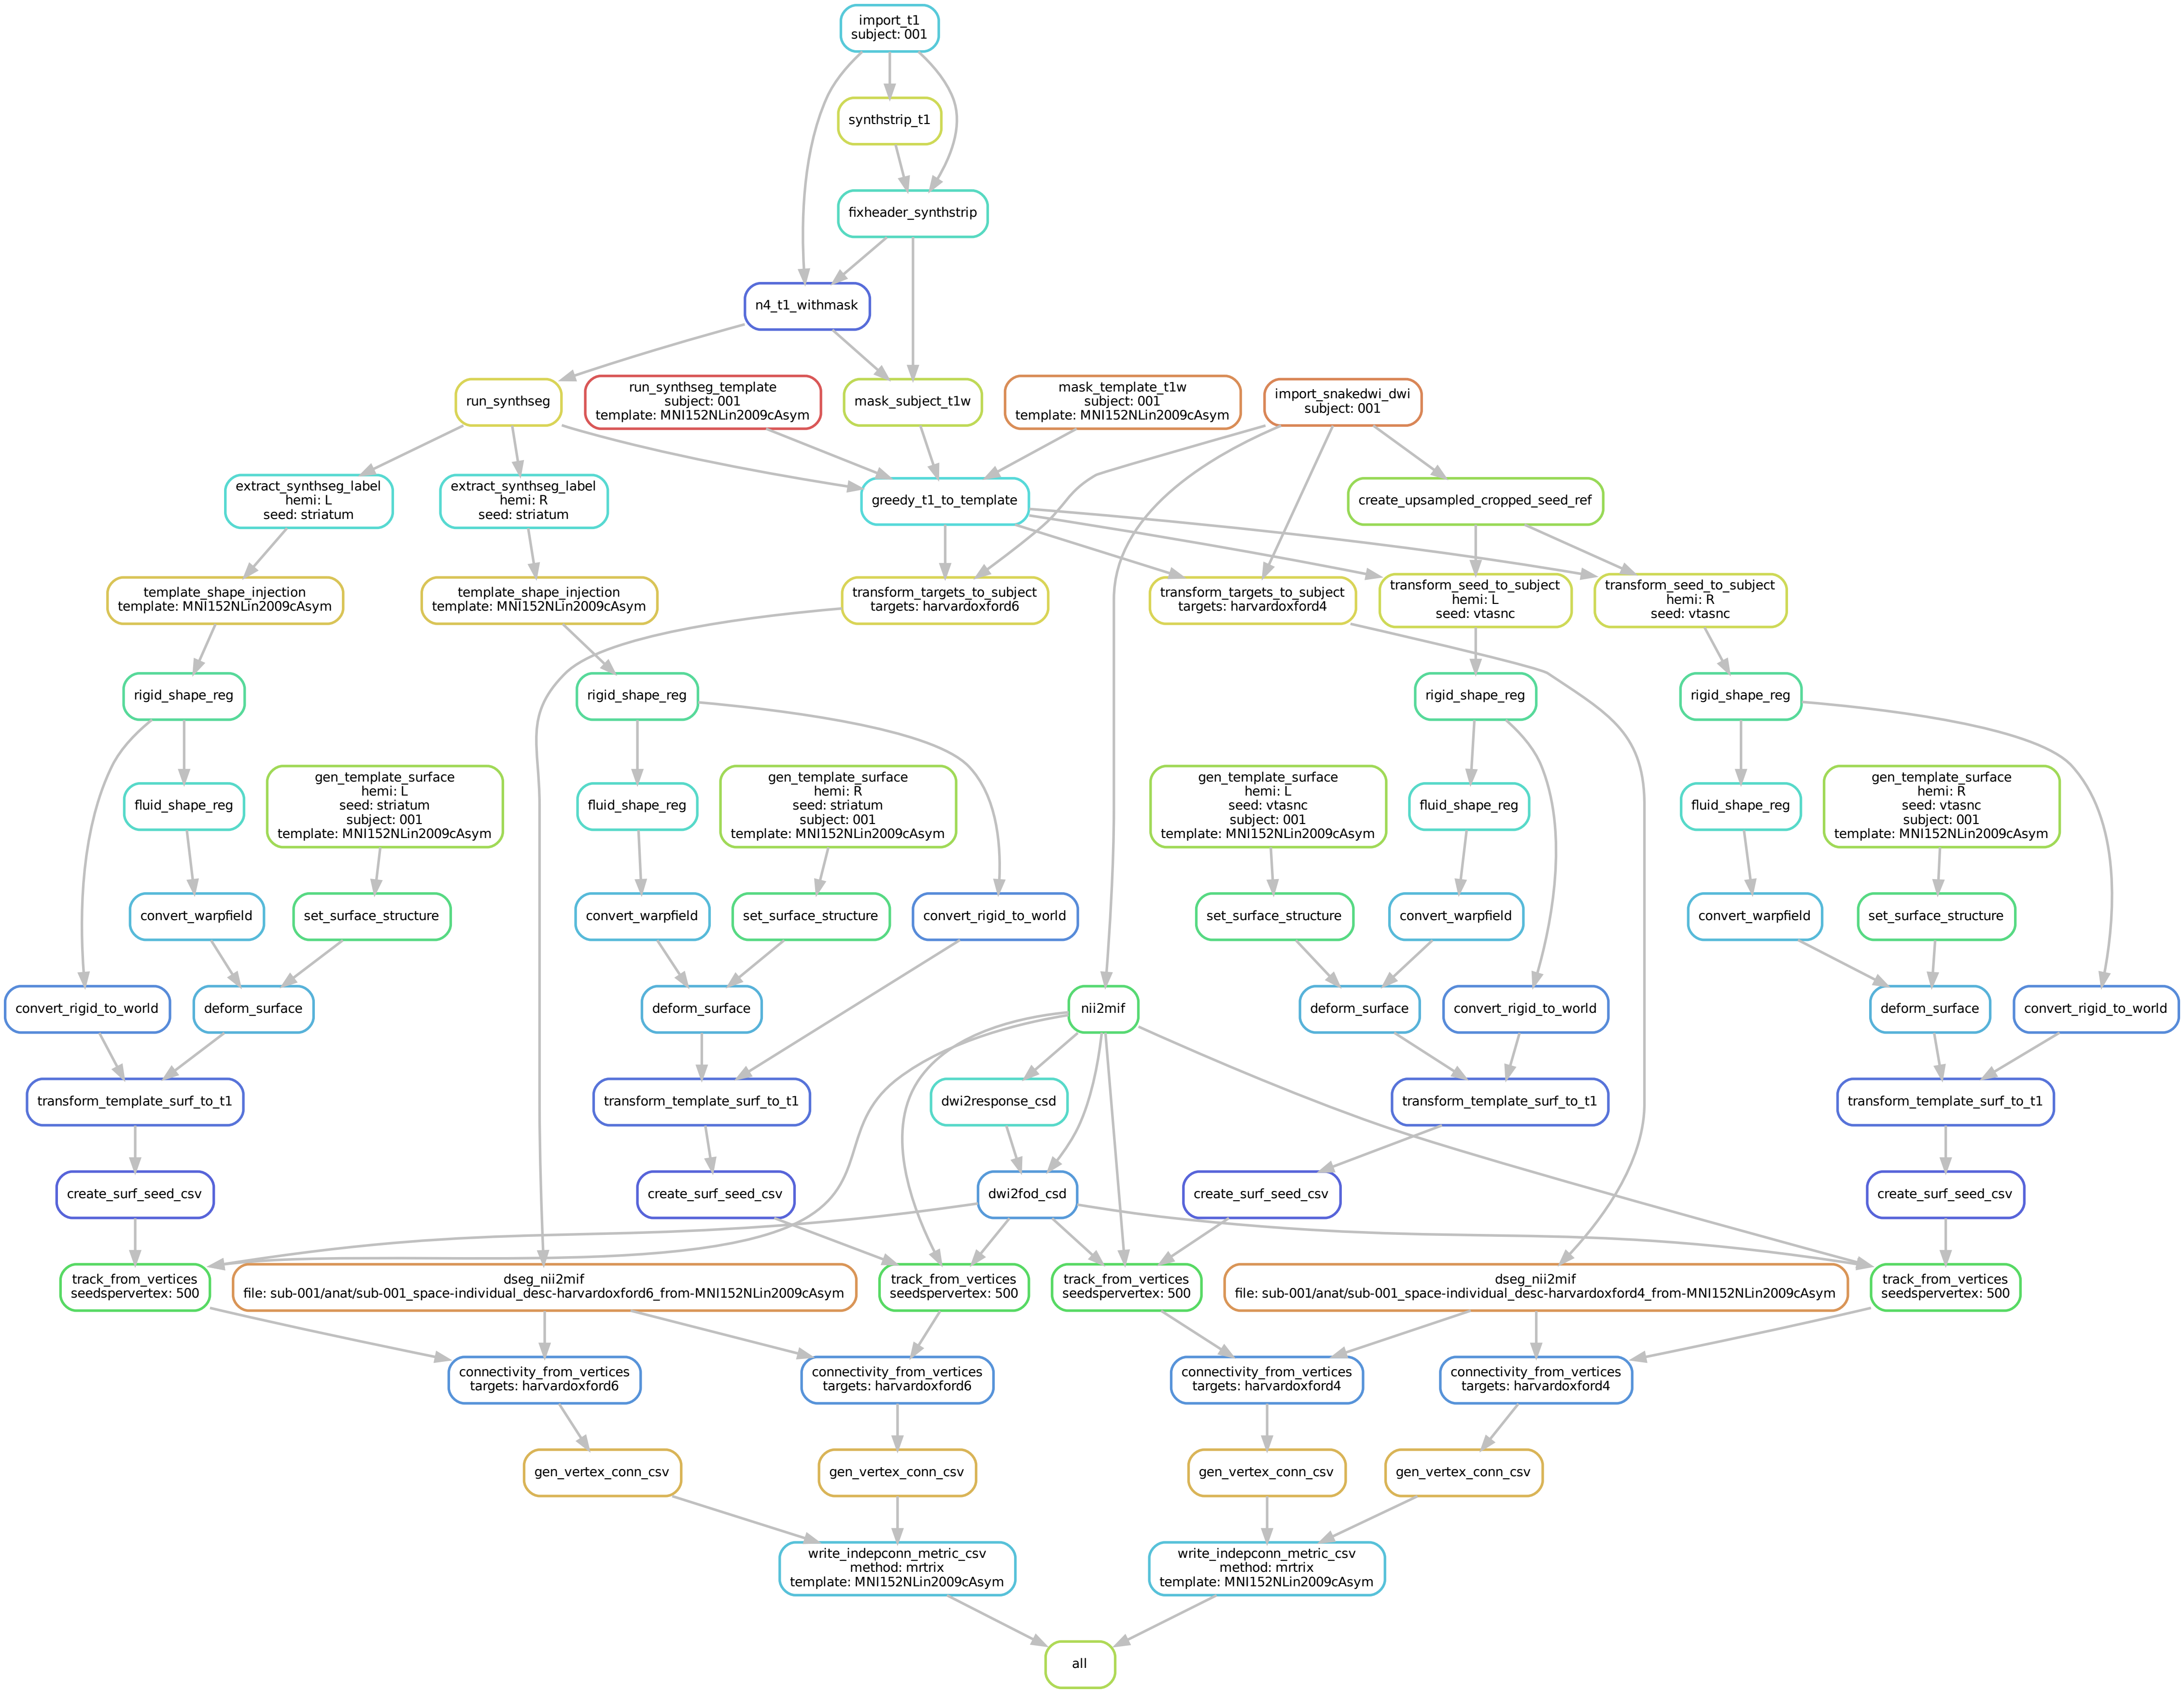 import_t1
subject: 001
synthstrip_t1
fixheader_synthstrip
n4_t1_withmask
run_synthseg
run_synthseg_template
subject: 001
template: MNI152NLin2009cAsym
mask_subject_t1w
mask_template_t1w
subject: 001
template: MNI152NLin2009cAsym
import_snakedwi_dwi
subject: 001
extract_synthseg_label
hemi: L
seed: striatum
extract_synthseg_label
hemi: R
seed: striatum
greedy_t1_to_template
create_upsampled_cropped_seed_ref
template_shape_injection
template: MNI152NLin2009cAsym
template_shape_injection
template: MNI152NLin2009cAsym
transform_targets_to_subject
targets: harvardoxford6
transform_targets_to_subject
targets: harvardoxford4
transform_seed_to_subject
hemi: L
seed: vtasnc
transform_seed_to_subject
hemi: R
seed: vtasnc
rigid_shape_reg
rigid_shape_reg
rigid_shape_reg
rigid_shape_reg
fluid_shape_reg
gen_template_surface
hemi: L
seed: striatum
subject: 001
template: MNI152NLin2009cAsym
fluid_shape_reg
gen_template_surface
hemi: R
seed: striatum
subject: 001
template: MNI152NLin2009cAsym
gen_template_surface
hemi: L
seed: vtasnc
subject: 001
template: MNI152NLin2009cAsym
fluid_shape_reg
fluid_shape_reg
gen_template_surface
hemi: R
seed: vtasnc
subject: 001
template: MNI152NLin2009cAsym
convert_warpfield
set_surface_structure
convert_warpfield
set_surface_structure
convert_rigid_to_world
set_surface_structure
convert_warpfield
convert_warpfield
set_surface_structure
convert_rigid_to_world
deform_surface
deform_surface
nii2mif
deform_surface
convert_rigid_to_world
deform_surface
convert_rigid_to_world
transform_template_surf_to_t1
transform_template_surf_to_t1
dwi2response_csd
transform_template_surf_to_t1
transform_template_surf_to_t1
create_surf_seed_csv
create_surf_seed_csv
dwi2fod_csd
create_surf_seed_csv
create_surf_seed_csv
track_from_vertices
seedspervertex: 500
dseg_nii2mif
file: sub-001/anat/sub-001_space-individual_desc-harvardoxford6_from-MNI152NLin2009cAsym
track_from_vertices
seedspervertex: 500
track_from_vertices
seedspervertex: 500
dseg_nii2mif
file: sub-001/anat/sub-001_space-individual_desc-harvardoxford4_from-MNI152NLin2009cAsym
track_from_vertices
seedspervertex: 500
connectivity_from_vertices
targets: harvardoxford6
connectivity_from_vertices
targets: harvardoxford6
connectivity_from_vertices
targets: harvardoxford4
connectivity_from_vertices
targets: harvardoxford4
gen_vertex_conn_csv
gen_vertex_conn_csv
gen_vertex_conn_csv
gen_vertex_conn_csv
write_indepconn_metric_csv
method: mrtrix
template: MNI152NLin2009cAsym
write_indepconn_metric_csv
method: mrtrix
template: MNI152NLin2009cAsym
all